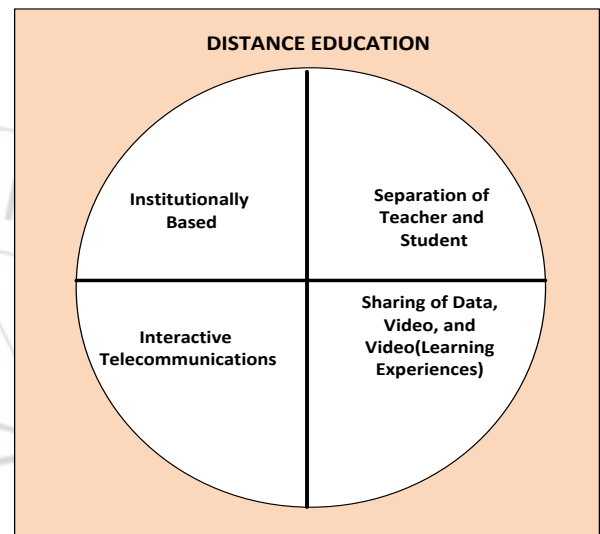 DISTANCE EDUCATION
Institutionally
Based
Separation of
Teacher and
Student
Interactive
Telecommunications
Sharing of Data,
Video, and
Video(Learning
Experiences)